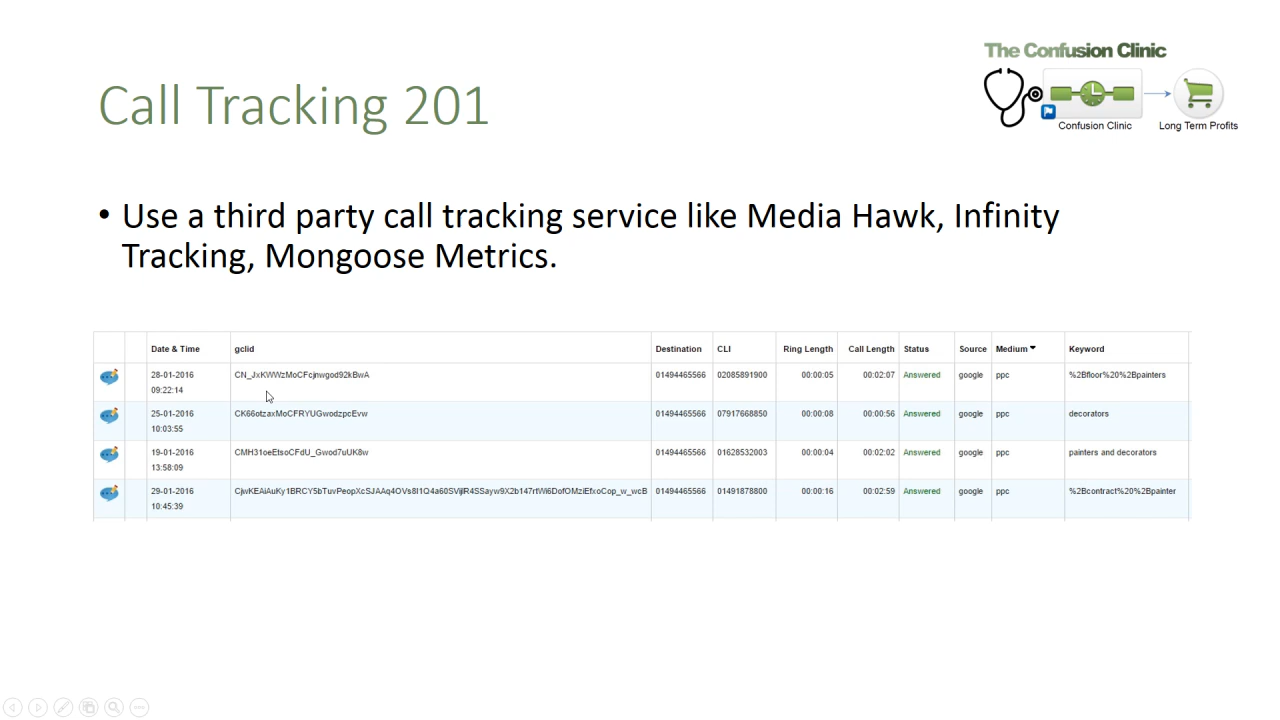 The Confusion Clinic
Call Tracking 201
Confusion Clinic
Long Term Profits
• Use a third party call tracking service like Media Hawk, Infinity
Tracking, Mongoose Metrics.
Date & Time gclid Destination CLI Ring Length Call Length Status Source Medium Keyword
28-01-2016 CN_JxKWWzMoCFcjnwgod92kBwA 01494465566 02085891900 00:00:05 00:02:07 Answered google ppc %2Bfloor%20%2Bpainters
09:22:14
25-01-2016 CK66otzaxMoCFRYUGwodzpcEvw 01494465566 07917668850 00:00:08 00:00:56 Answered google ppc decorators
10:03:55
19-01-2016 CMH31oeEtsoCFdU_Gwod7uUK8w 01494465566 01628532003 00:00:04 00:02:02 Answered google ppc painters and decorators
13:58:09
29-01-2016 01494465566 01491878800 00:00:16 00:02:59 Answered google ppc %2Bcontract%20%2Bpainter
10:45:39